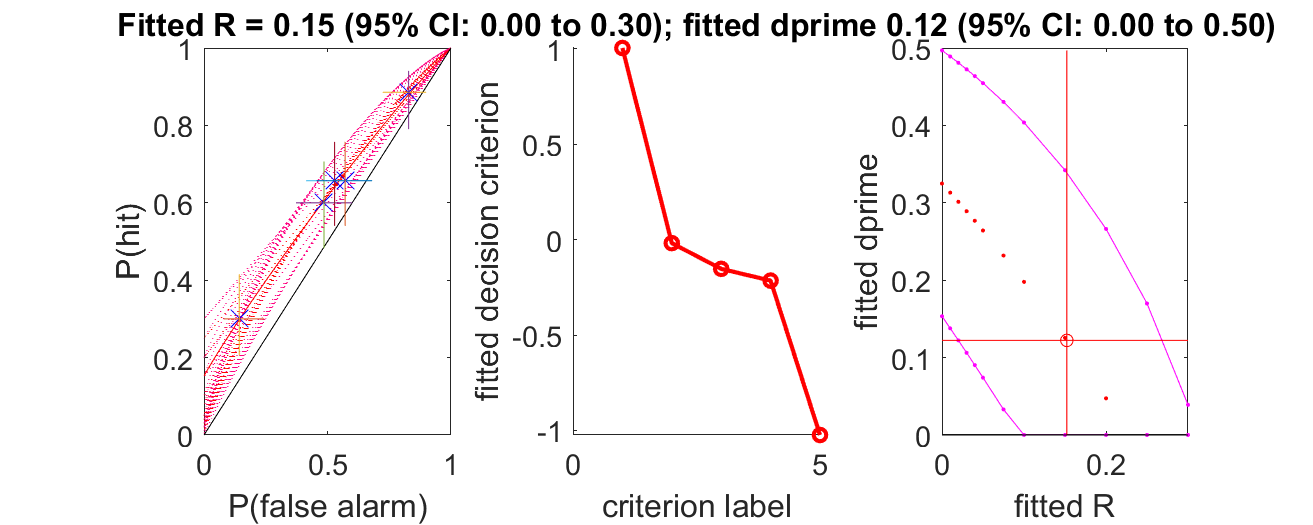 Fitted R = 0.15 (95% CI: 0.00 to 0.30); fitted dprime 0.12 (95% CI: 0.00 to 0.50)
P(hit)
1
0.8
0.6
0.4
0.2
0
0 0.5 1
P(false alarm)
fitted decision criterion
1
0.5
0
-0.5
-1
0 5
criterion label
fitted dprime
0.5
0.4
0.3
0.2
0.1
0
0 0.2
fitted R